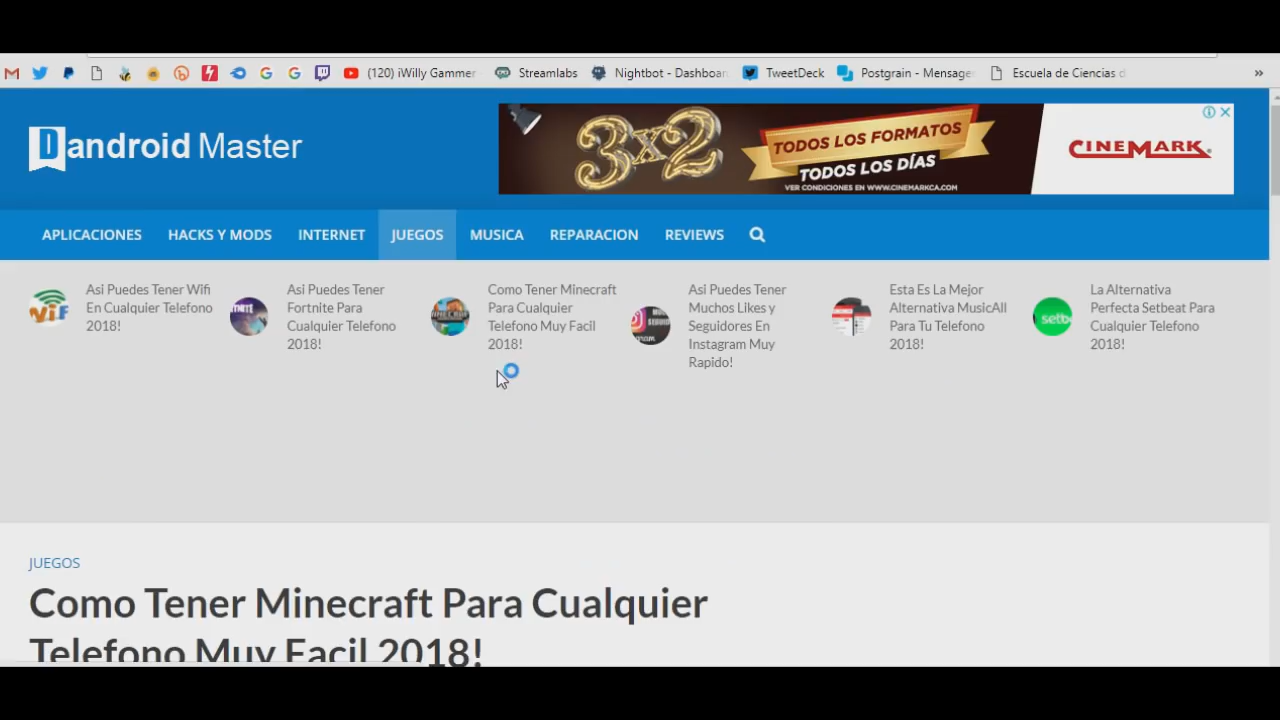 (120) iWilly Gammer
Streamlabs
Nightbot - Dashboar
TweetDeck
Postgrain - Mensage
Escuela de Ciencias d
»
Dandroid Master
3x2
TODOS LOS FORMATOS
TODOS LOS DÍAS
VER CONDICIONES EN WWW.CINEMARKCA.COM
CINEMARK
APLICACIONES
HACKS Y MODS
INTERNET
JUEGOS
MUSICA
REPARACION
REVIEWS
Asi Puedes Tener Wifi
En Cualquier Telefono
2018!
Asi Puedes Tener
Fortnite Para
Cualquier Telefono
2018!
Como Tener Minecraft
Para Cualquier
Telefono Muy Facil
2018!
Asi Puedes Tener
Muchos Likes y
Seguidores En
Instagram Muy
Rapido!
Esta Es La Mejor
Alternativa MusicAll
Para Tu Telefono
2018!
La Alternativa
Perfecta Setbeat Para
Cualquier Telefono
2018!
JUEGOS
Como Tener Minecraft Para Cualquier
Telefono Muy Facil 2018!